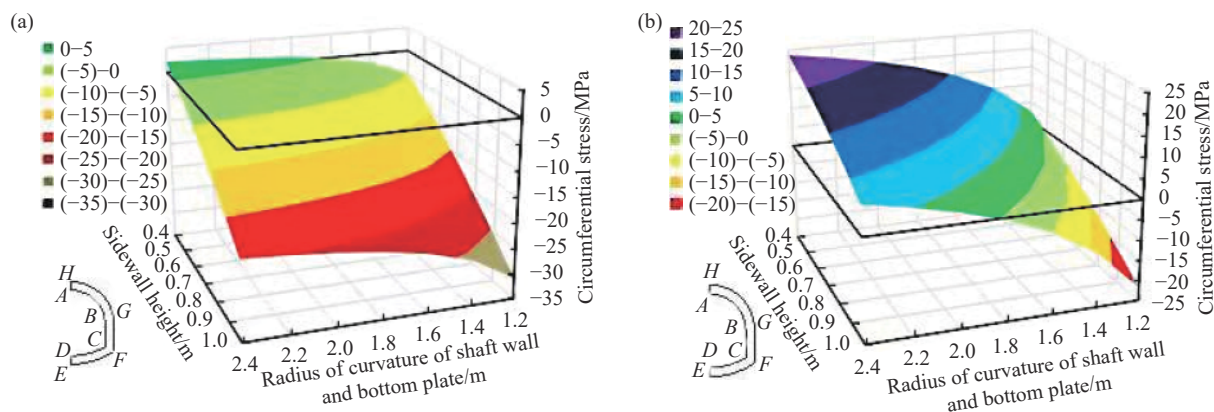 (a)
0−5
(−5)−0
(−10)−(−5)
(−15)−(−10)
(−20)−(−15)
(−25)−(−20)
(−30)−(−25)
(−35)−(−30)
5
0
−5
−10
−15
−20
−25
−30
−35
Circumferential stress/MPa
0.4
0.5
0.6
0.7
0.8
0.9
1.0
Sidewall height/m
2.4
2.2
2.0
1.8
1.6
1.4
1.2
Radius of curvature of shaft wall
and bottom plate/m
H
A
G
B
C
D
F
E
(b)
20−25
15−20
10−15
5−10
0−5
(−5)−0
(−10)−(−5)
(−15)−(−10)
(−20)−(−15)
25
20
15
10
5
0
−5
−10
−15
−20
−25
Circumferential stress/MPa
0.4
0.5
0.6
0.7
0.8
0.9
1.0
Sidewall height/m
2.4
2.2
2.0
1.8
1.6
1.4
1.2
Radius of curvature of shaft wall
and bottom plate/m
H
A
B
G
D
C
F
E